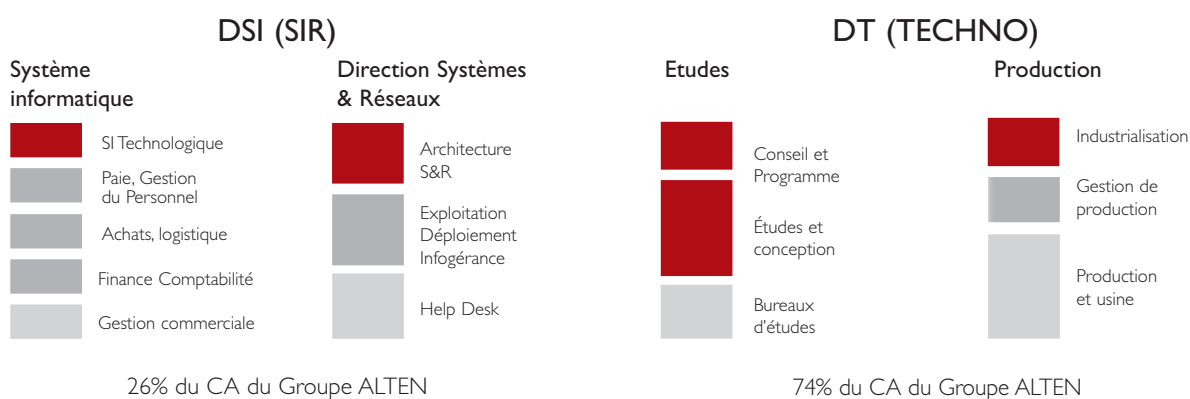 DSI (SIR)
Système
informatique
SI Technologique
Paie, Gestion
du Personnel
Achats, logistique
Finance Comptabilité
Gestion commerciale
Direction Systèmes
& Réseaux
Architecture
S&R
Exploitation
Déploiement
Infogérance
Help Desk
26% du CA du Groupe ALTEN
DT (TECHNO)
Etudes
Conseil et
Programme
Études et
conception
Bureaux
d'études
Production
Industrialisation
Gestion de
production
Production
et usine
74% du CA du Groupe ALTEN